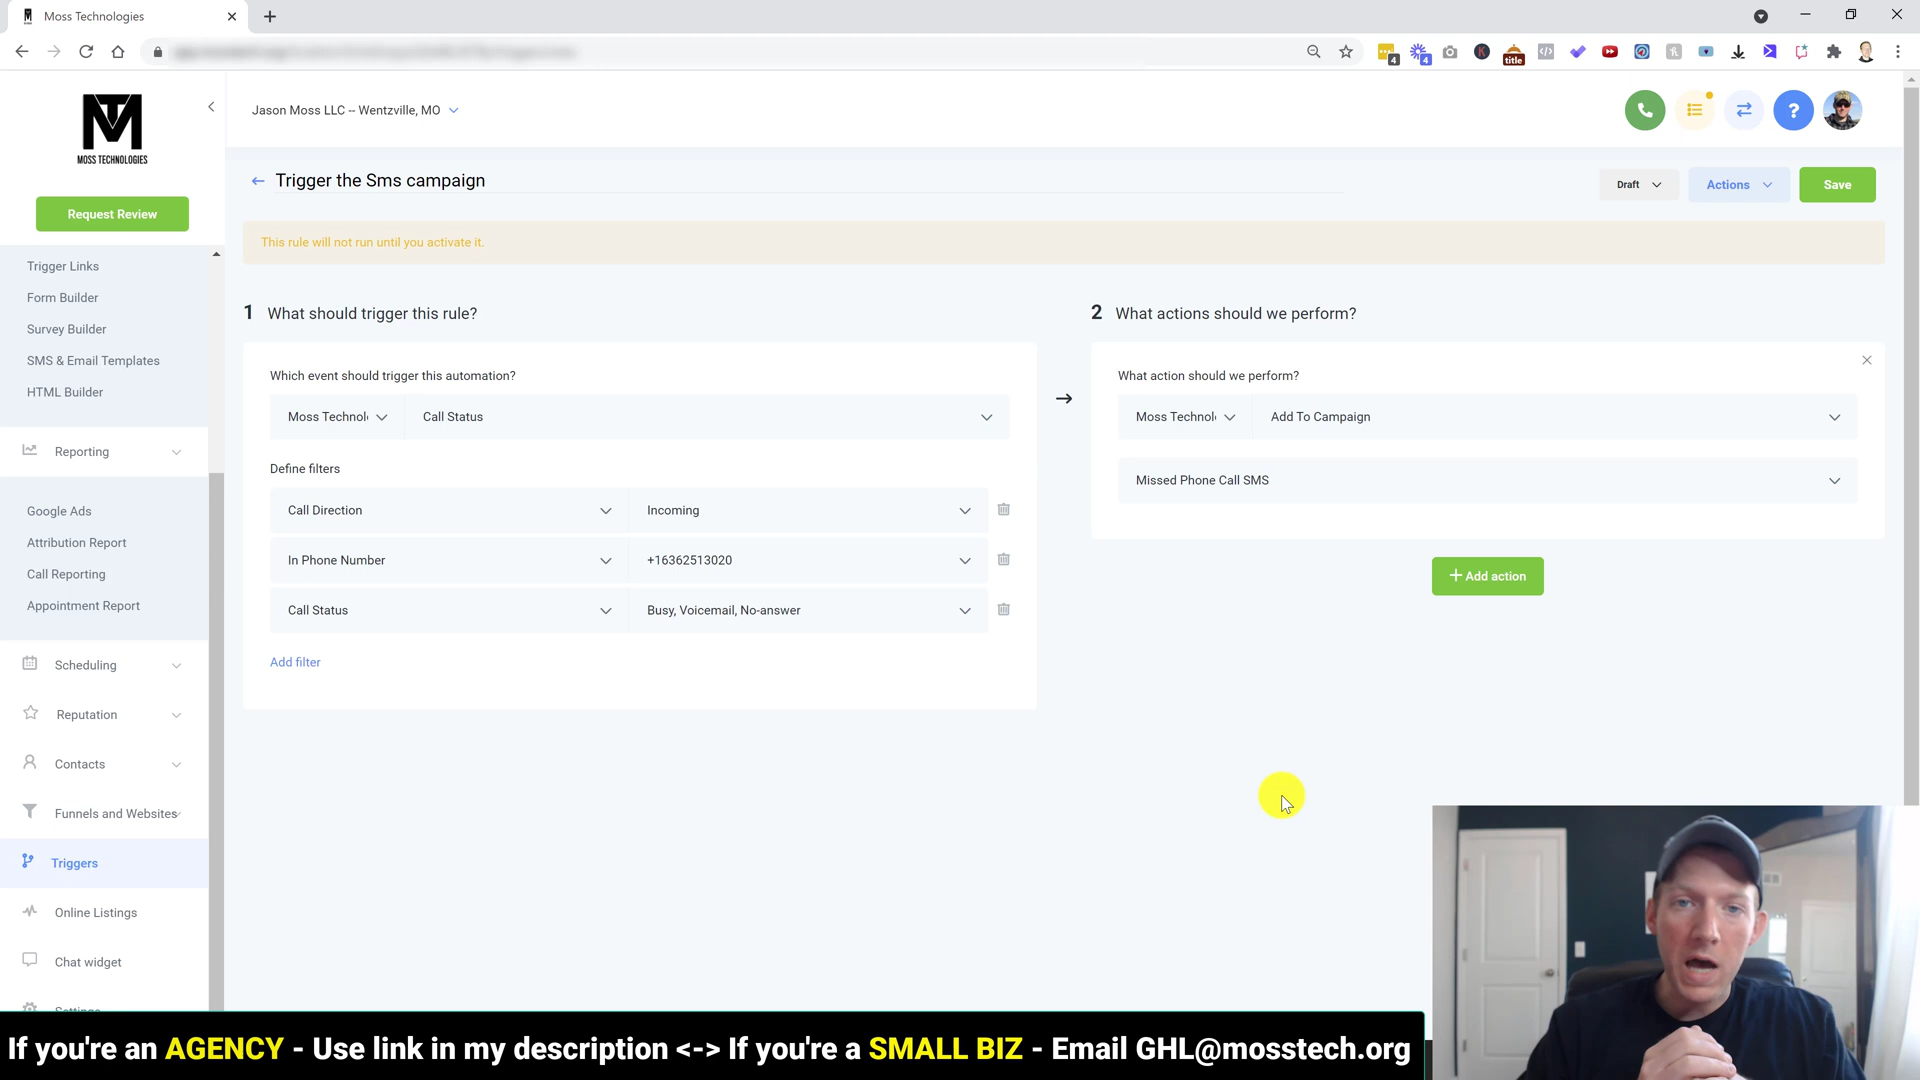 Moss Technologies
4
4
title
MOSS TECHNOLOGIES
Jason Moss LLC -- Wentzville, MO
?
Request Review
Trigger the Sms campaign
Draft
Actions
Save
This rule will not run until you activate it.
Trigger Links
Form Builder
Survey Builder
SMS & Email Templates
HTML Builder
Reporting
Google Ads
Attribution Report
Call Reporting
Appointment Report
Scheduling
Reputation
Contacts
Funnels and Websites
Triggers
Online Listings
Chat widget
1 What should trigger this rule?
Which event should trigger this automation?
Moss Technol
Call Status
Define filters
Call Direction
Incoming
In Phone Number
+16362513020
Call Status
Busy, Voicemail, No-answer
Add filter
2 What actions should we perform?
What action should we perform?
Moss Technol
Add To Campaign
Missed Phone Call SMS
+ Add action
If you're an AGENCY - Use link in my description <-> If you're a SMALL BIZ - Email GHL@mosstech.org